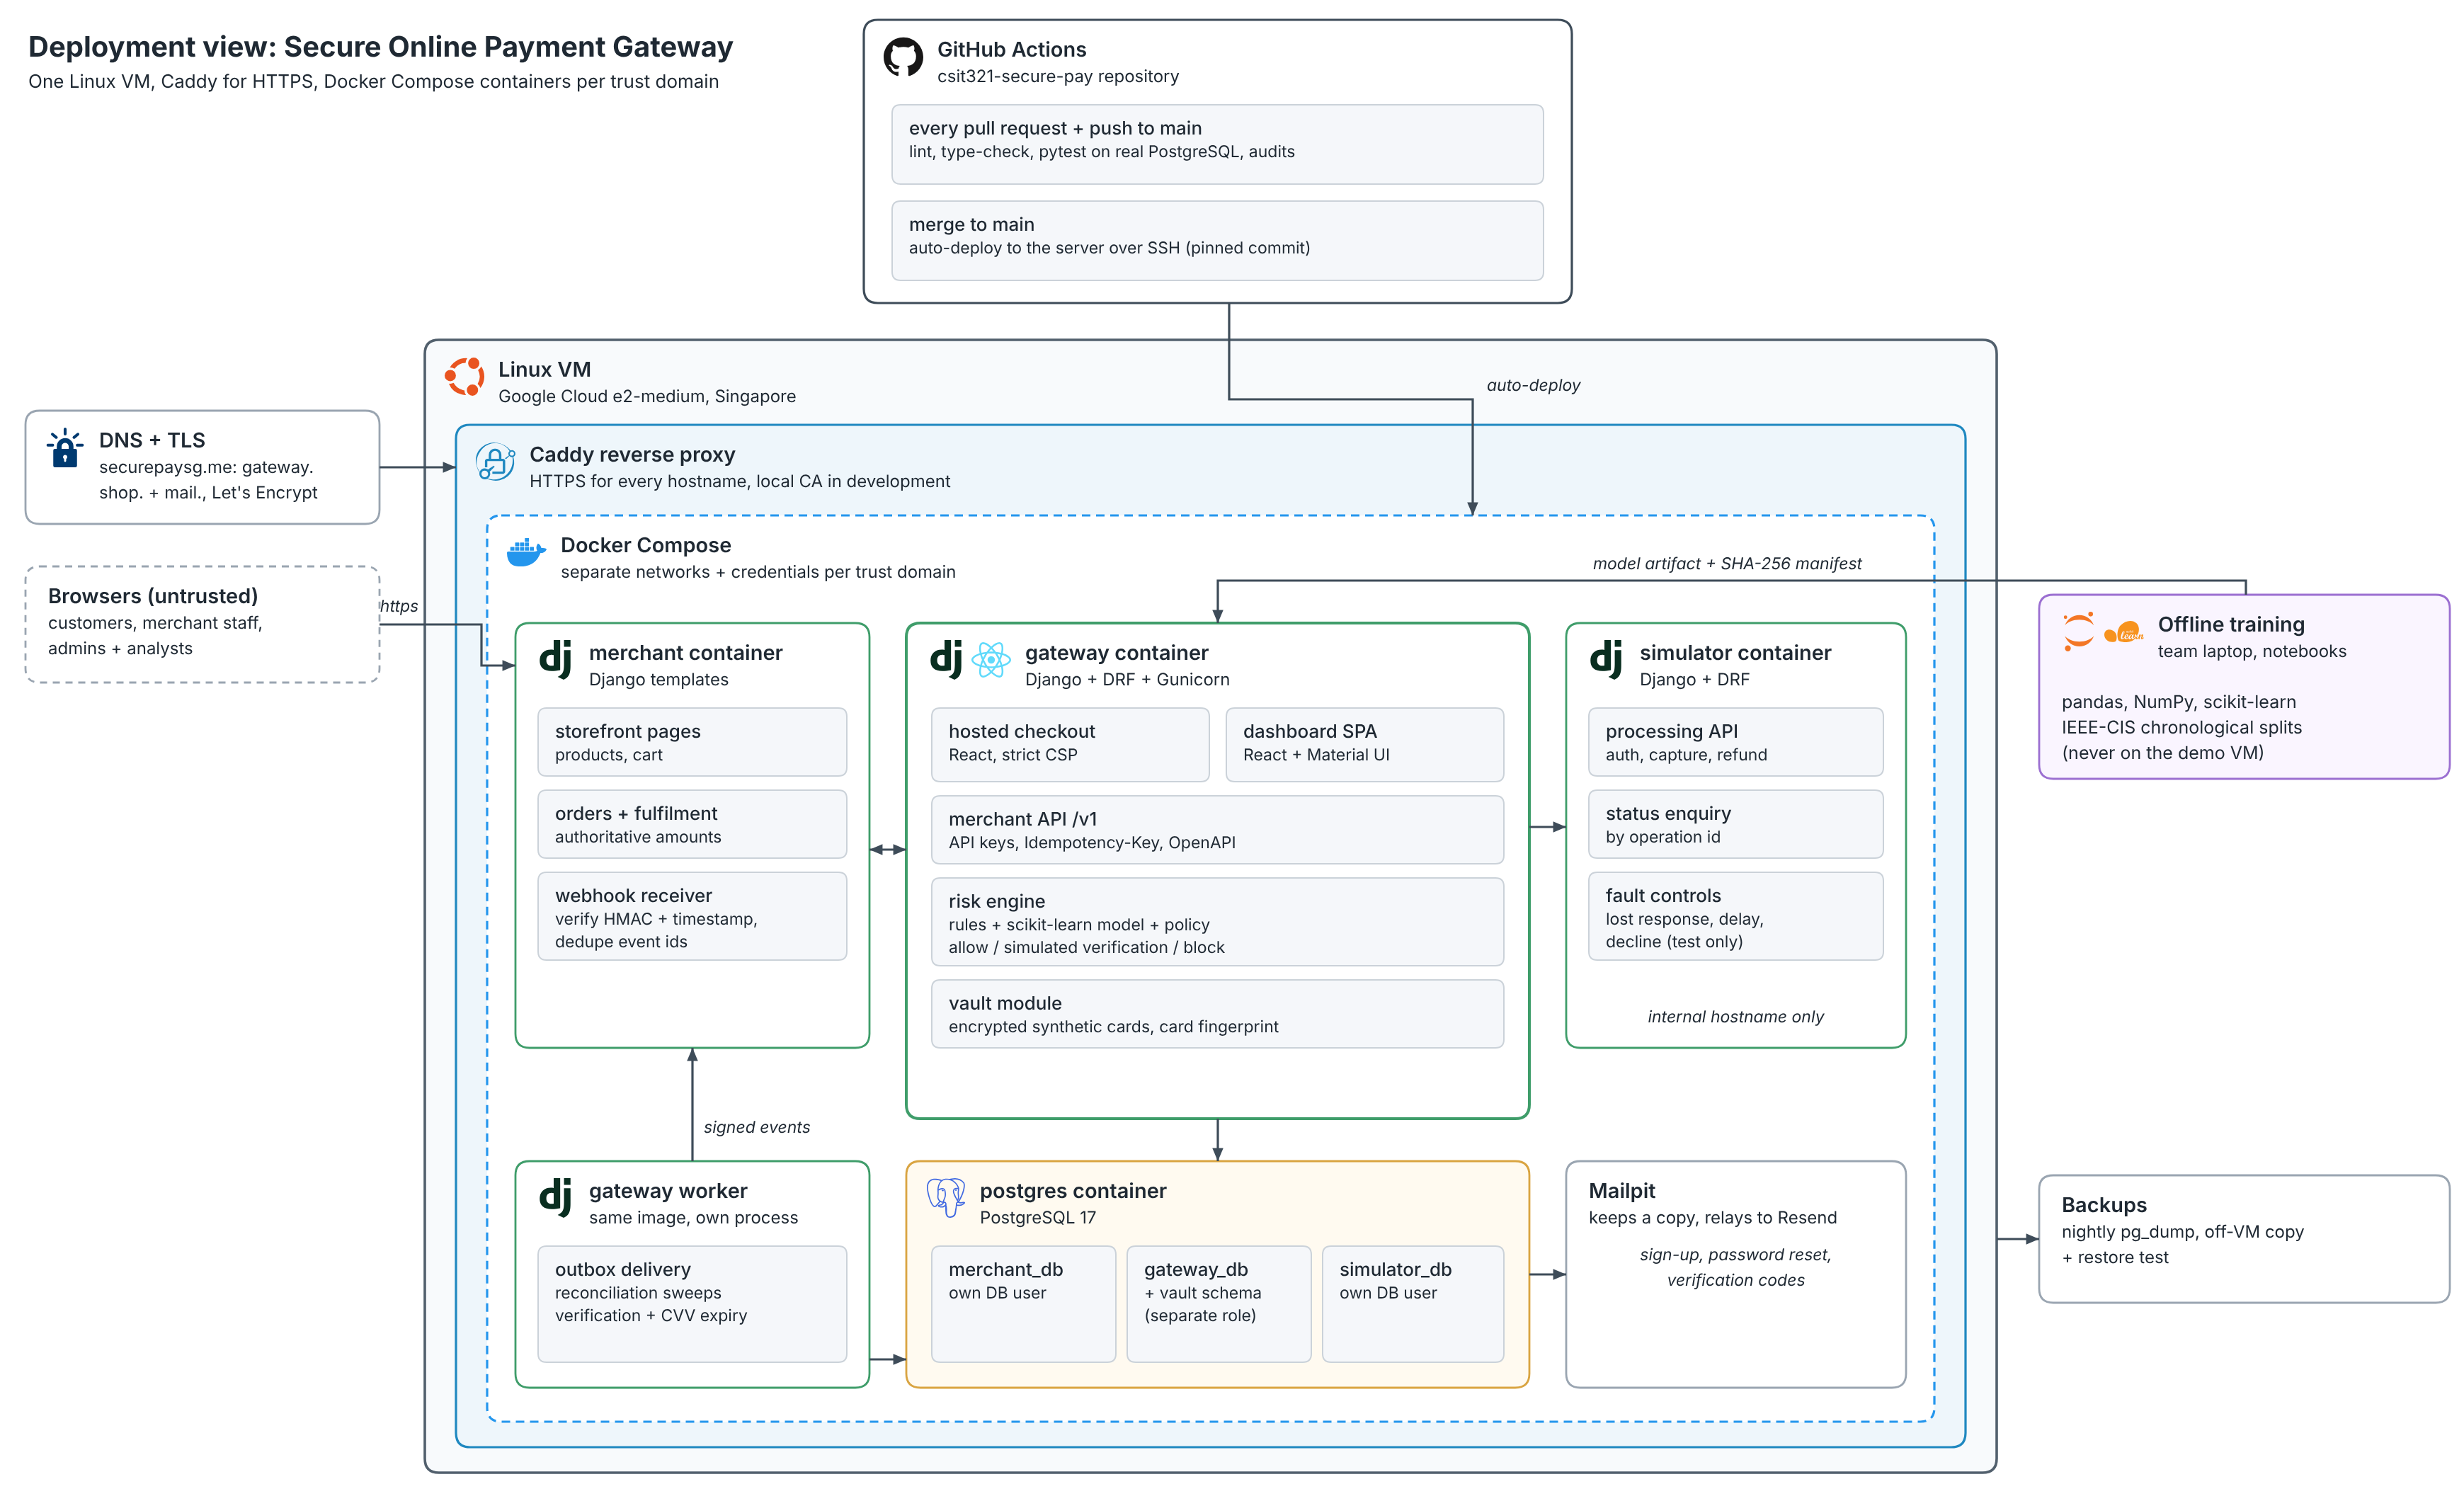 Deployment view: Secure Online Payment Gateway
One Linux VM, Caddy for HTTPS, Docker Compose containers per trust domain
GitHub Actions
csit321-secure-pay repository
every pull request + push to main
lint, type-check, pytest on real PostgreSQL, audits
merge to main
auto-deploy to the server over SSH (pinned commit)
Linux VM
Google Cloud e2-medium, Singapore
auto-deploy
DNS + TLS
securepaysg.me: gateway.
shop. + mail., Let's Encrypt
Caddy reverse proxy
HTTPS for every hostname, local CA in development
Browsers (untrusted)
customers, merchant staff,
admins + analysts
https
Docker Compose
separate networks + credentials per trust domain
model artifact + SHA-256 manifest
merchant container
Django templates
storefront pages
products, cart
orders + fulfilment
authoritative amounts
webhook receiver
verify HMAC + timestamp,
dedupe event ids
dj
gateway container
Django + DRF + Gunicorn
hosted checkout
React, strict CSP
dashboard SPA
React + Material UI
merchant API /v1
API keys, Idempotency-Key, OpenAPI
risk engine
rules + scikit-learn model + policy
allow / simulated verification / block
vault module
encrypted synthetic cards, card fingerprint
dj
simulator container
Django + DRF
processing API
auth, capture, refund
status enquiry
by operation id
fault controls
lost response, delay,
decline (test only)
internal hostname only
dj
learn
Offline training
team laptop, notebooks
pandas, NumPy, scikit-learn
IEEE-CIS chronological splits
(never on the demo VM)
signed events
dj
gateway worker
same image, own process
outbox delivery
reconciliation sweeps
verification + CVV expiry
dj
postgres container
PostgreSQL 17
merchant_db
own DB user
gateway_db
+ vault schema
(separate role)
simulator_db
own DB user
Mailpit
keeps a copy, relays to Resend
sign-up, password reset,
verification codes
Backups
nightly pg_dump, off-VM copy
+ restore test